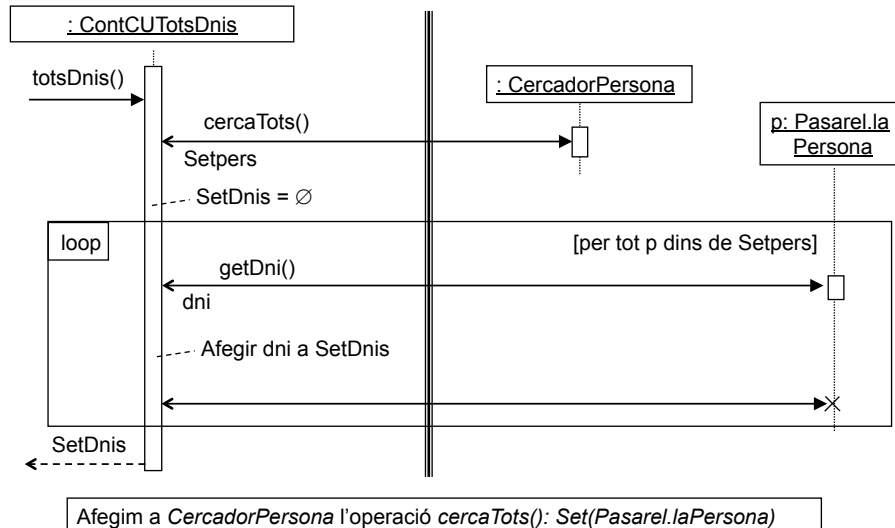 : ContCUTotsDnis
totsDnis()
: CercadorPersona
p: Pasarel.la
Persona
cercaTots()
Setpers
SetDnis = ∅
loop
[per tot p dins de Setpers]
getDni()
dni
Afegir dni a SetDnis
SetDnis
Afegim a CercadorPersona l’operació cercaTots(): Set(Pasarel.laPersona)